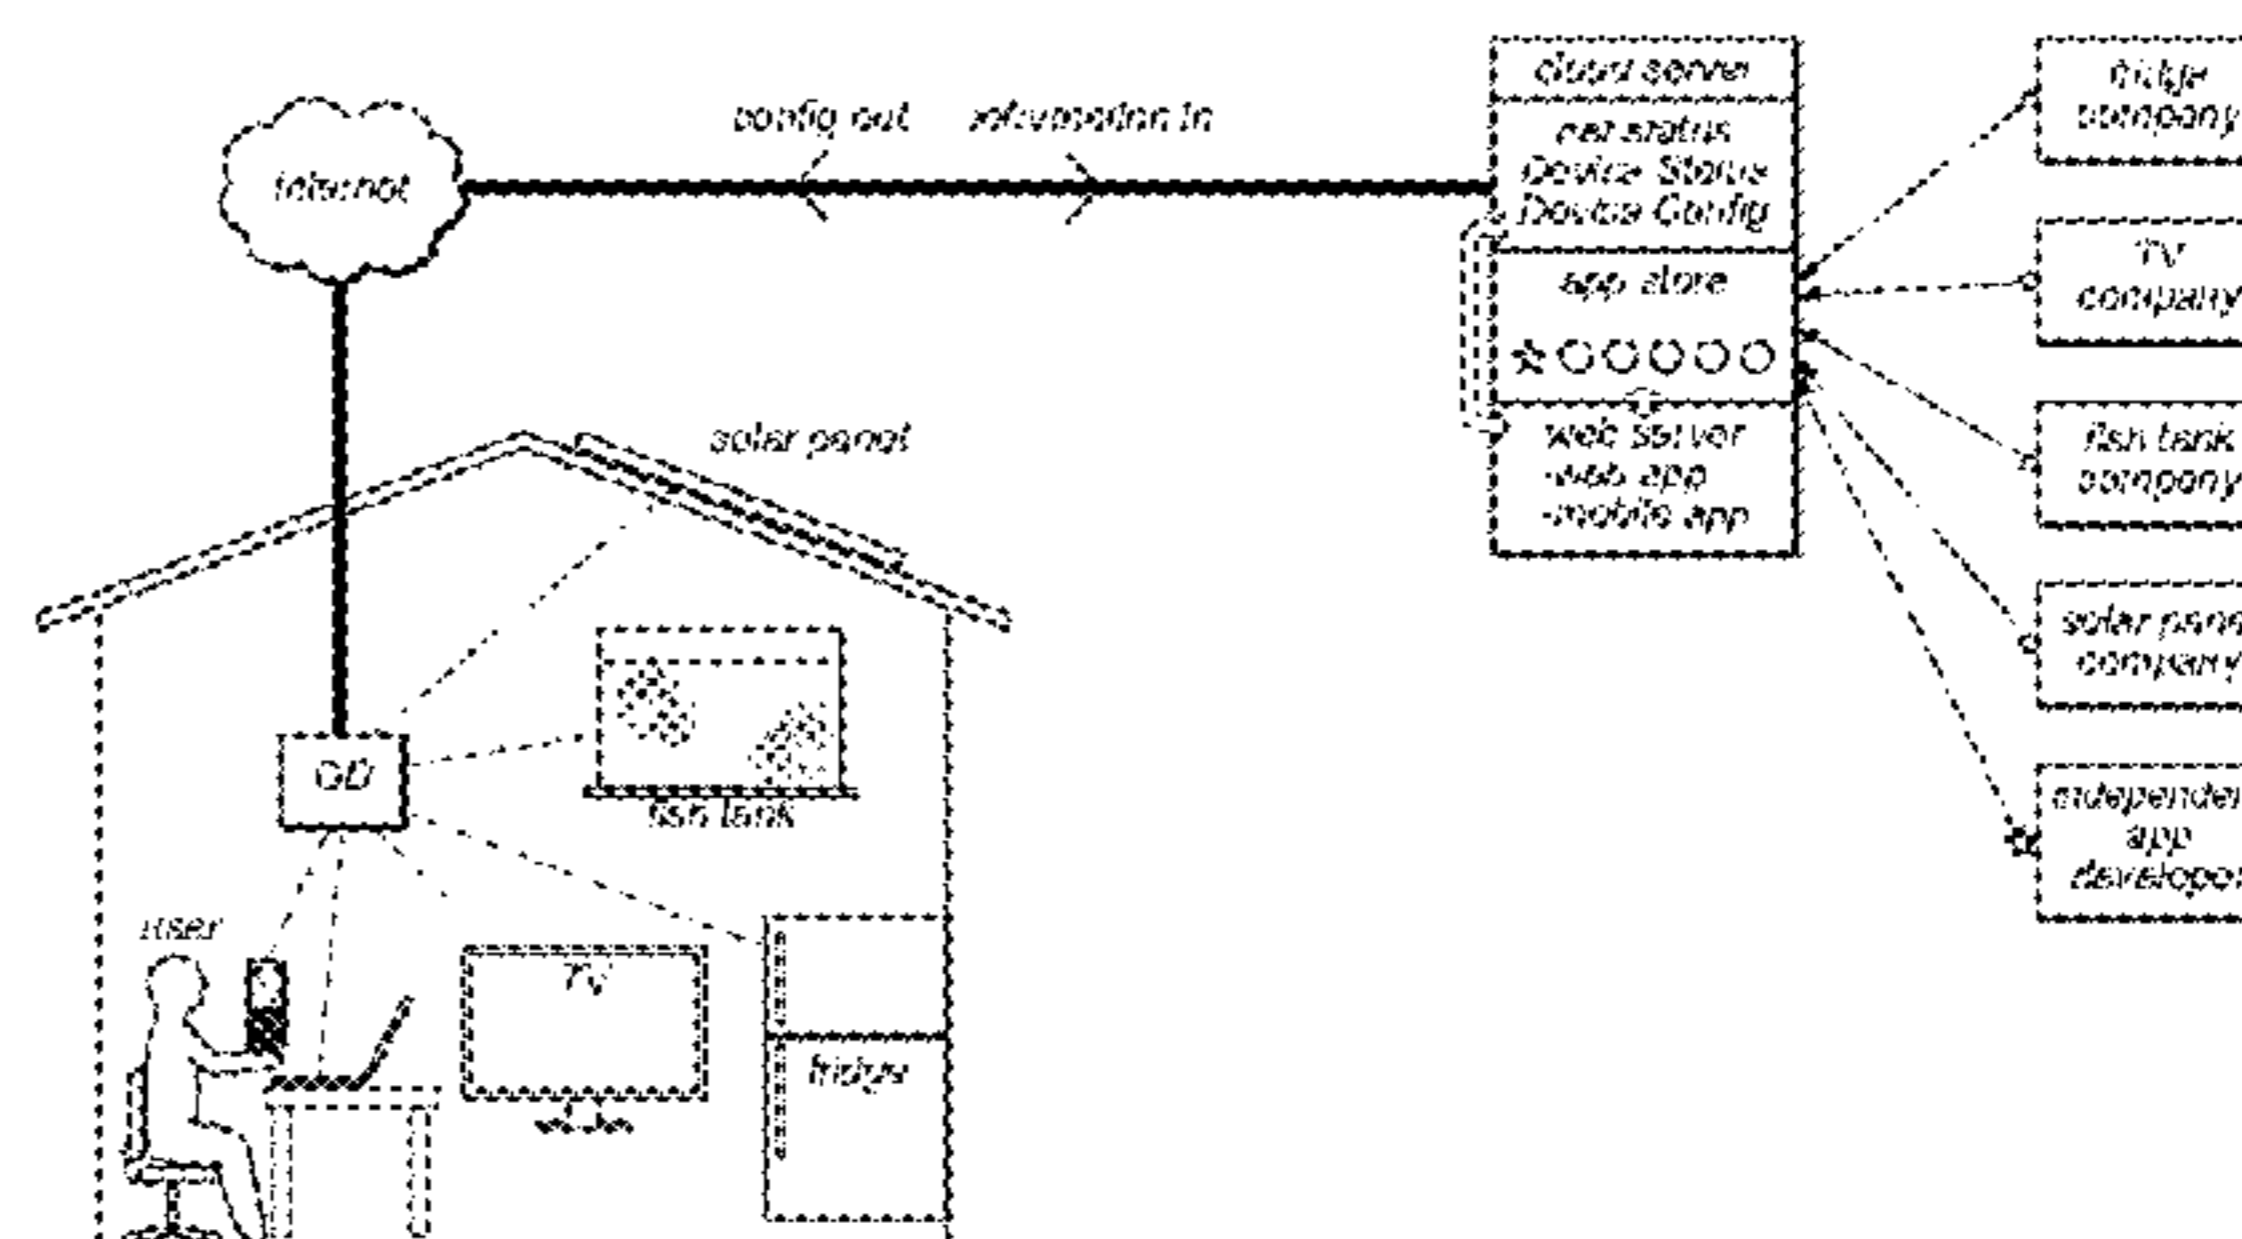 cloud server
fridge
company
config out information in
net status
Device Status
Device Config
internet
TV
company
app store
solar panel
web server
-web app
-mobile app
fish tank
company
solar
company
GD
fish tank
app
user
TV
fridge